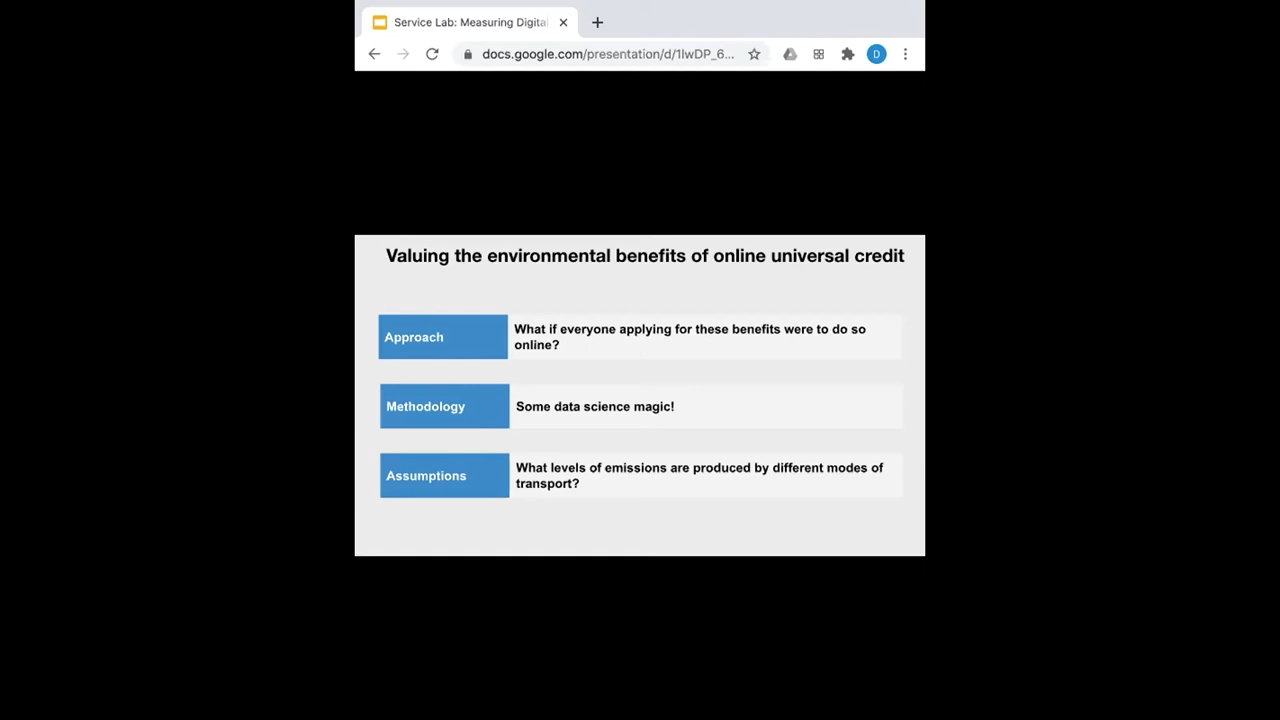 Service Lab: Measuring Digital
docs.google.com/presentation/d/1lwDP_6...
D
Valuing the environmental benefits of online universal credit
Approach
What if everyone applying for these benefits were to do so
online?
Methodology
Some data science magic!
Assumptions
What levels of emissions are produced by different modes of
transport?